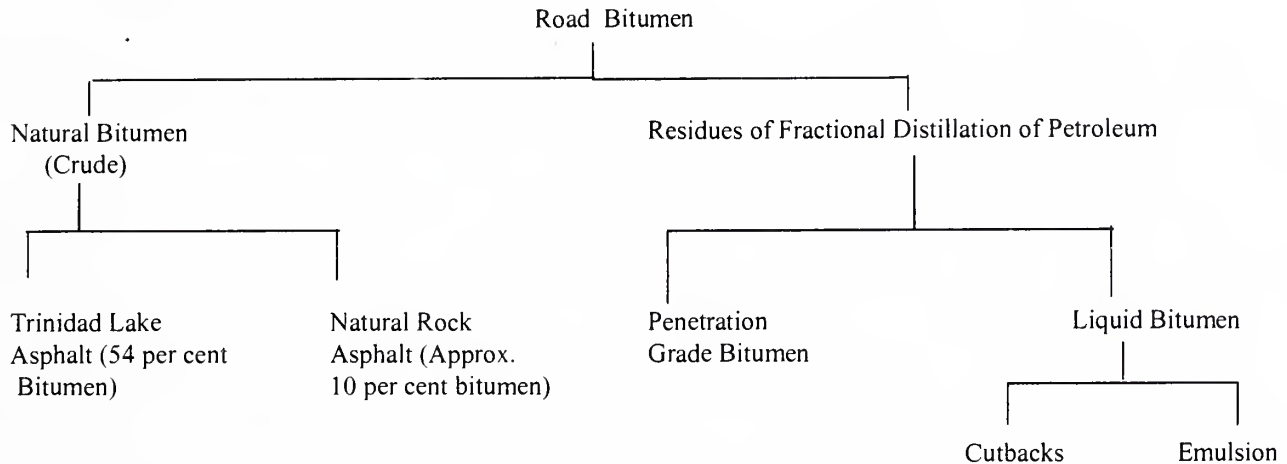 Road Bitumen
Natural Bitumen
(Crude)
Residues of Fractional Distillation of Petroleum
Trinidad Lake
Asphalt (54 per cent
Bitumen)
Natural Rock
Asphalt (Approx.
10 per cent bitumen)
Penetration
Grade Bitumen
Liquid Bitumen
Cutbacks
Emulsion